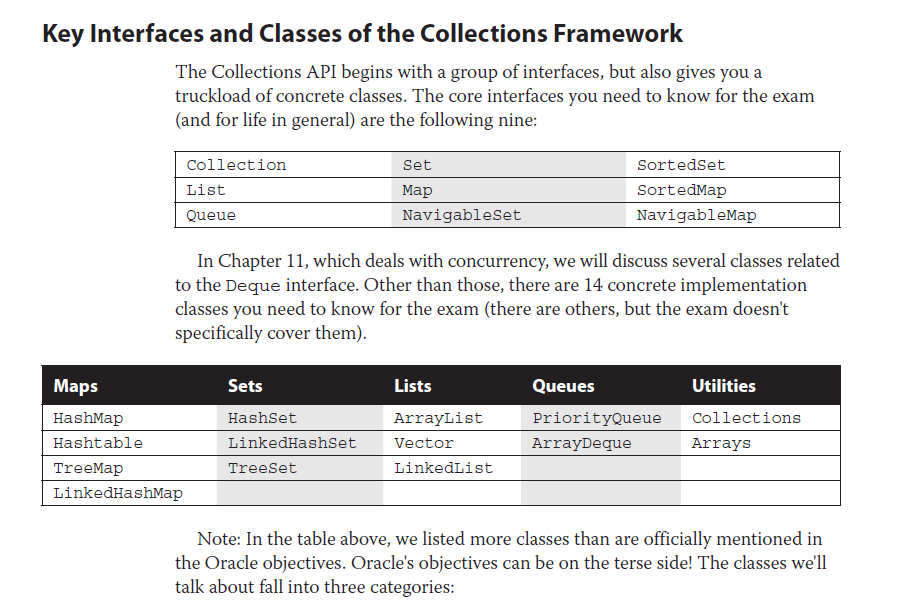 Key Interfaces and Classes of the Collections Framework
The Collections API begins with a group of interfaces, but also gives you a
truckload of concrete classes. The core interfaces you need to know for the exam
(and for life in general) are the following nine:
Collection Set SortedSet
List Map SortedMap
Queue NavigableSet NavigableMap
In Chapter 11, which deals with concurrency, we will discuss several classes related
to the Deque interface. Other than those, there are 14 concrete implementation
classes you need to know for the exam (there are others, but the exam doesn't
specifically cover them).
Maps Sets Lists Queues Utilities
HashMap HashSet ArrayList PriorityQueue Collections
Hashtable LinkedHashSet Vector ArrayDeque Arrays
TreeMap TreeSet LinkedList
LinkedHashMap
Note: In the table above, we listed more classes than are officially mentioned in
the Oracle objectives. Oracle's objectives can be on the terse side! The classes we'll
talk about fall into three categories: